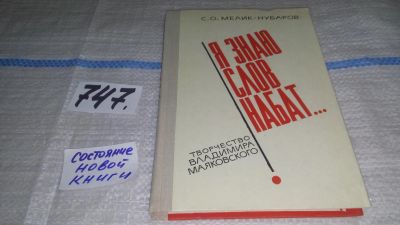 С.О. МЕЛИК-НУБАРОВ
Я ЗНАЮ
СЛОВ
НАБАТ...
ТВОРЧЕСТВО
ВЛАДИМИРА
МАЯКОВСКОГО
747.
СОСТОЯНИЕ
НОВОЙ
КНИГИ